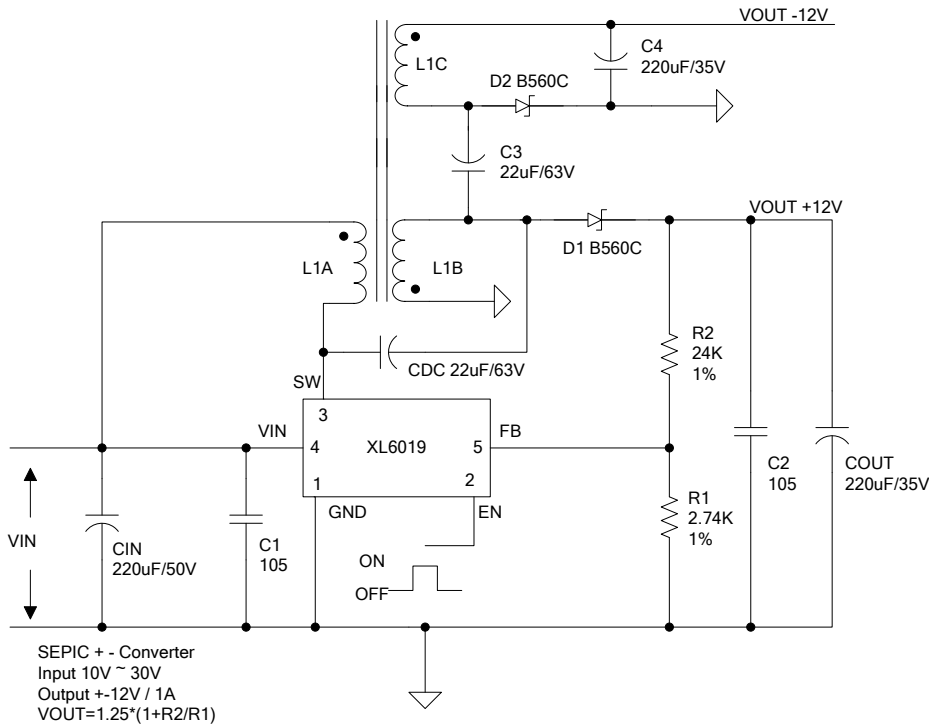 VOUT -12V
C4
220uF/35V
L1C
D2 B560C
C3
22uF/63V
VOUT +12V
D1 B560C
L1A
L1B
R2
24K
1%
CDC 22uF/63V
SW
3
VIN
4
XL6019
5
FB
1
2
GND
EN
C2
105
COUT
220uF/35V
R1
2.74K
1%
VIN
CIN
220uF/50V
C1
105
ON
OFF
SEPIC + - Converter
Input 10V ~ 30V
Output +-12V / 1A
VOUT=1.25*(1+R2/R1)